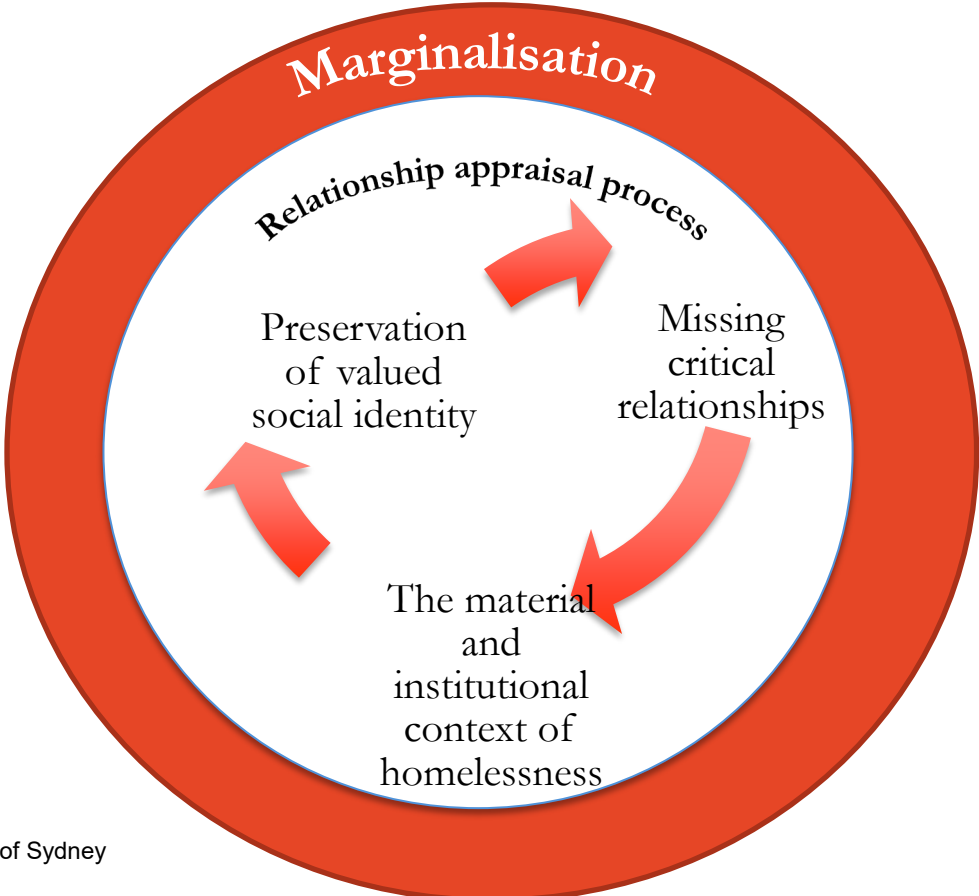 Marginalisation
Relationship appraisal process
Preservation
of valued
social identity
Missing
critical
relationships
The material
and
institutional
context of
homelessness
of Sydney